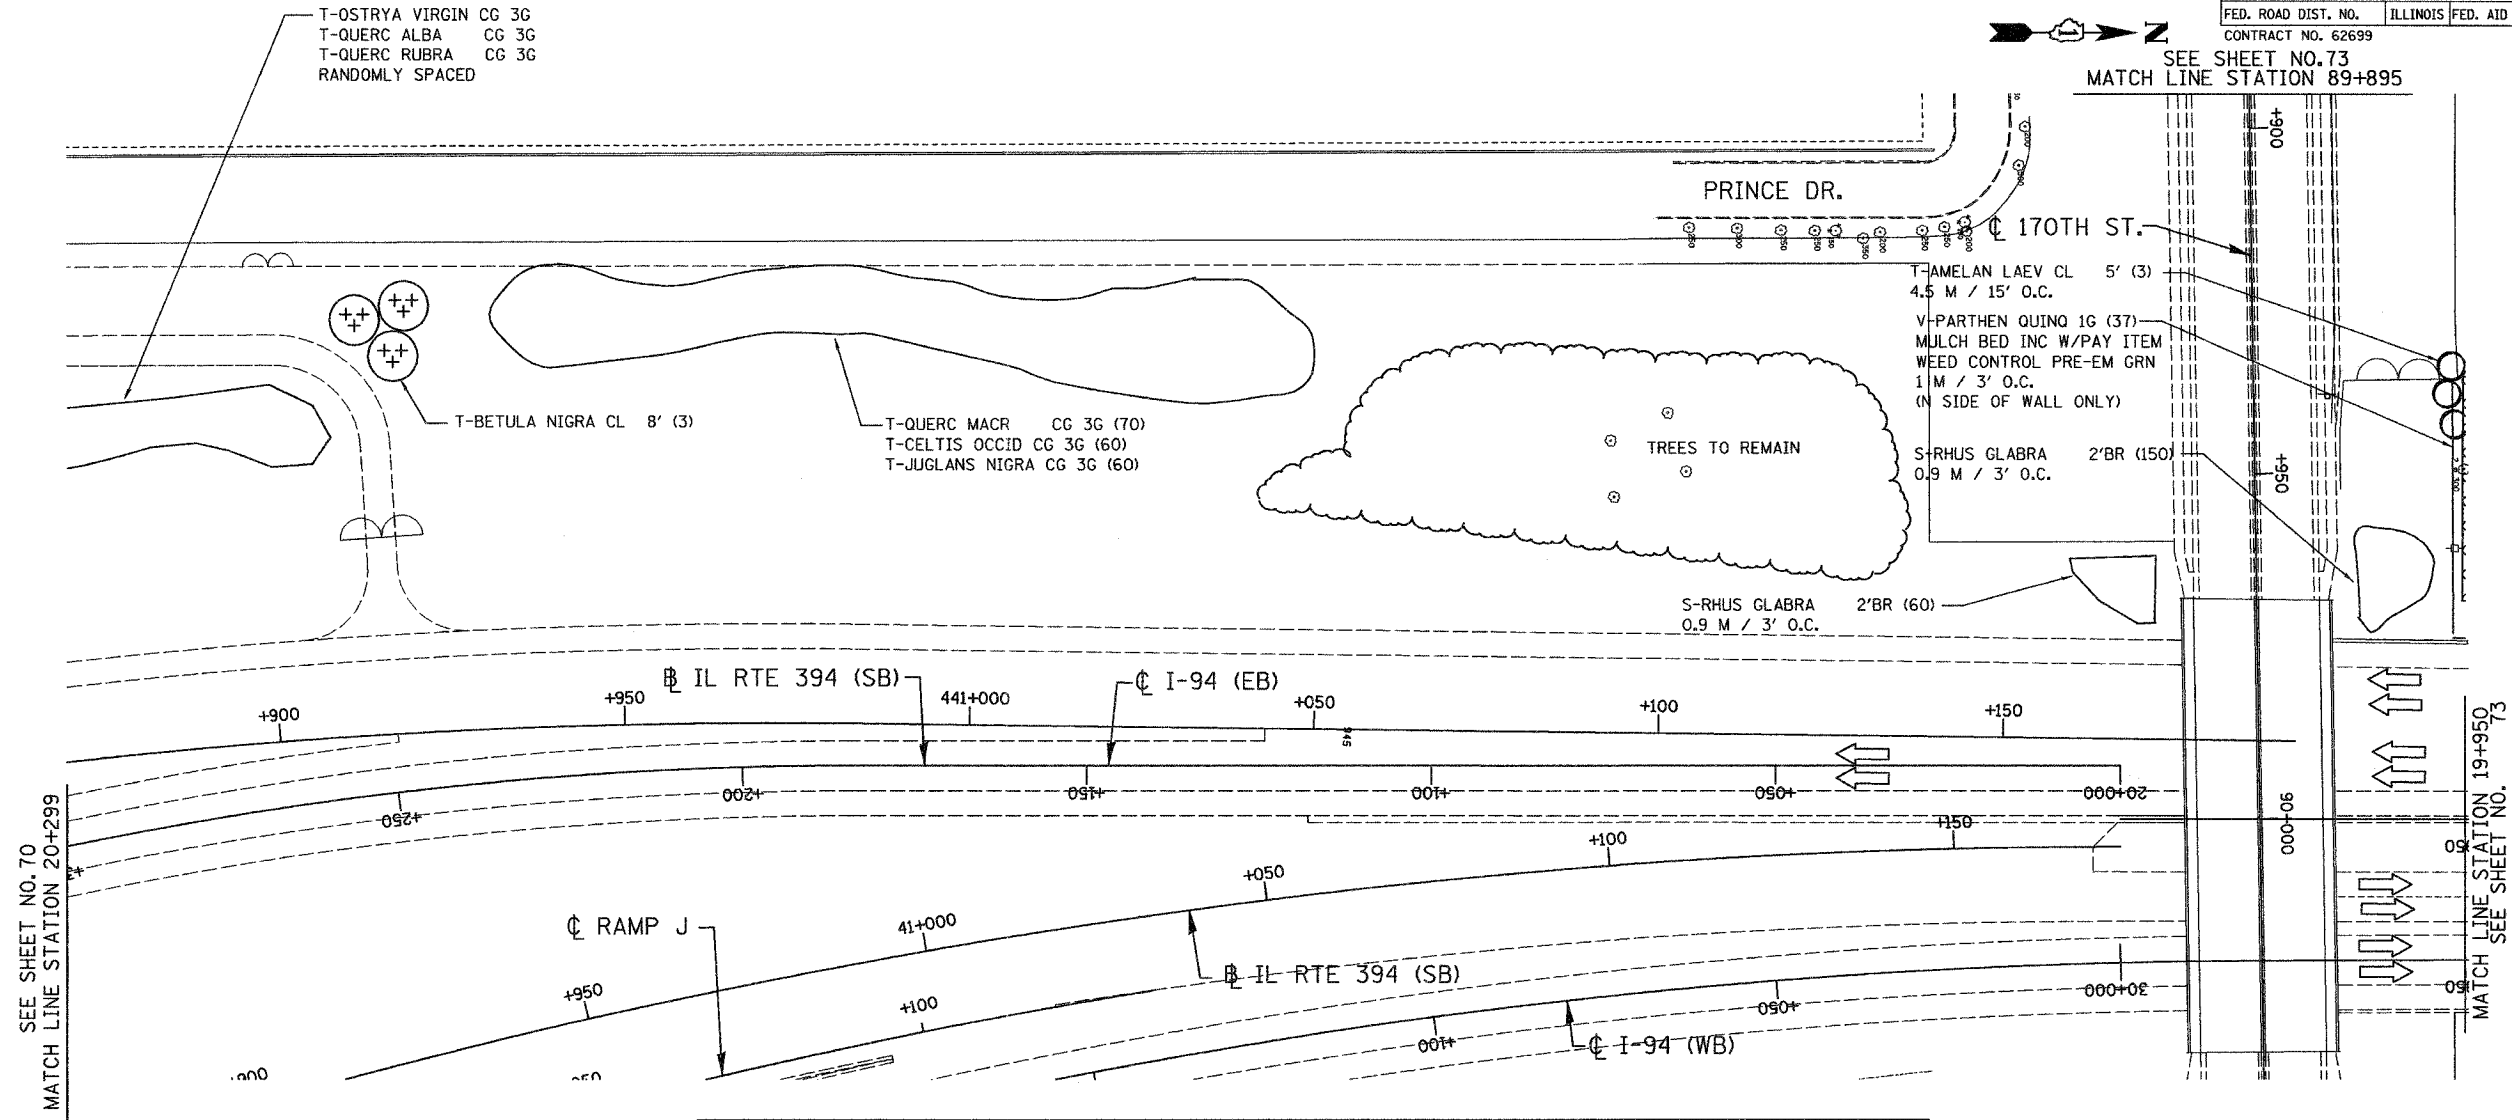 T-OSTRYA VIRGIN CG 3G
T-QUERC ALBA CG 3G
T-QUERC RUBRA CG 3G
RANDOMLY SPACED
FED. ROAD DIST. NO. ILLINOIS FED. AID
CONTRACT NO. 62699
N
SEE SHEET NO.73
MATCH LINE STATION 89+895
+900
PRINCE DR.
℄ 170TH ST.
T-AMELAN LAEV CL 5' (3)
4.5 M / 15' O.C.
V-PARTHEN QUINQ 1G (37)
MULCH BED INC W/PAY ITEM
WEED CONTROL PRE-EM GRN
1 M / 3' O.C.
(N SIDE OF WALL ONLY)
T-BETULA NIGRA CL 8' (3)
T-QUERC MACR CG 3G (70)
T-CELTIS OCCID CG 3G (60)
T-JUGLANS NIGRA CG 3G (60)
TREES TO REMAIN
S-RHUS GLABRA 2'BR (150)
0.9 M / 3' O.C.
+950
S-RHUS GLABRA 2'BR (60)
0.9 M / 3' O.C.
B IL RTE 394 (SB)
℄ I-94 (EB)
+900
+950
441+000
+050
+100
+150
945
+250
+200
+150
+100
+050
20+000
90+000
MATCH LINE STATION 19+950
SEE SHEET NO. 73
SEE SHEET NO. 70
MATCH LINE STATION 20+299
+150
+100
+050
41+000
+950
℄ RAMP J
B IL RTE 394 (SB)
+100
30+000
+050
+100
℄ I-94 (WB)